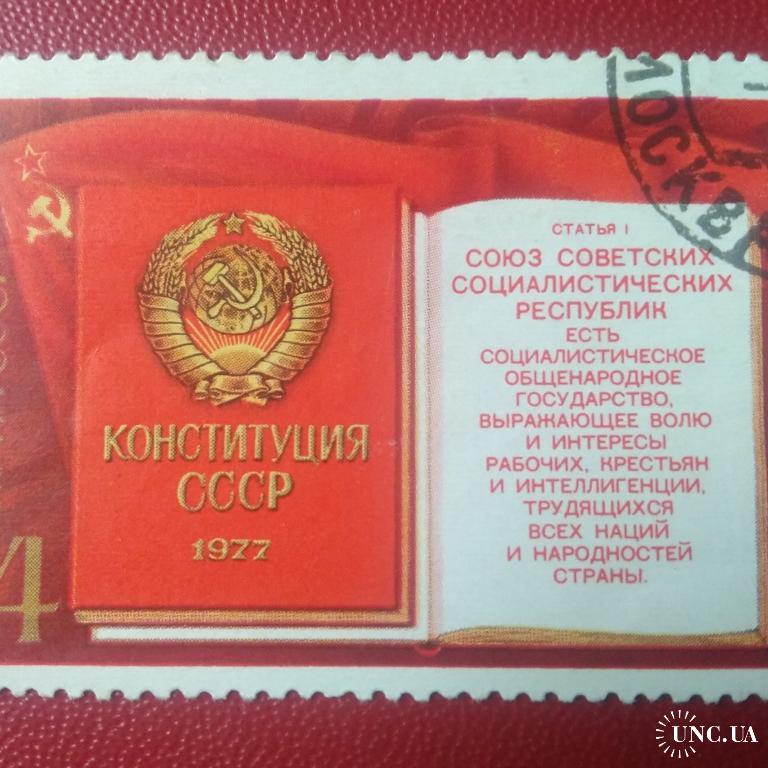 МОСКВА
КОНСТИТУЦИЯ
СССР
1977
4
СТАТЬЯ I
СОЮЗ СОВЕТСКИХ
СОЦИАЛИСТИЧЕСКИХ
РЕСПУБЛИК
ЕСТЬ
СОЦИАЛИСТИЧЕСКОЕ
ОБЩЕНАРОДНОЕ
ГОСУДАРСТВО,
ВЫРАЖАЮЩЕЕ ВОЛЮ
И ИНТЕРЕСЫ
РАБОЧИХ, КРЕСТЬЯН
И ИНТЕЛЛИГЕНЦИИ,
ТРУДЯЩИХСЯ
ВСЕХ НАЦИЙ
И НАРОДНОСТЕЙ
СТРАНЫ.
UNC.UA